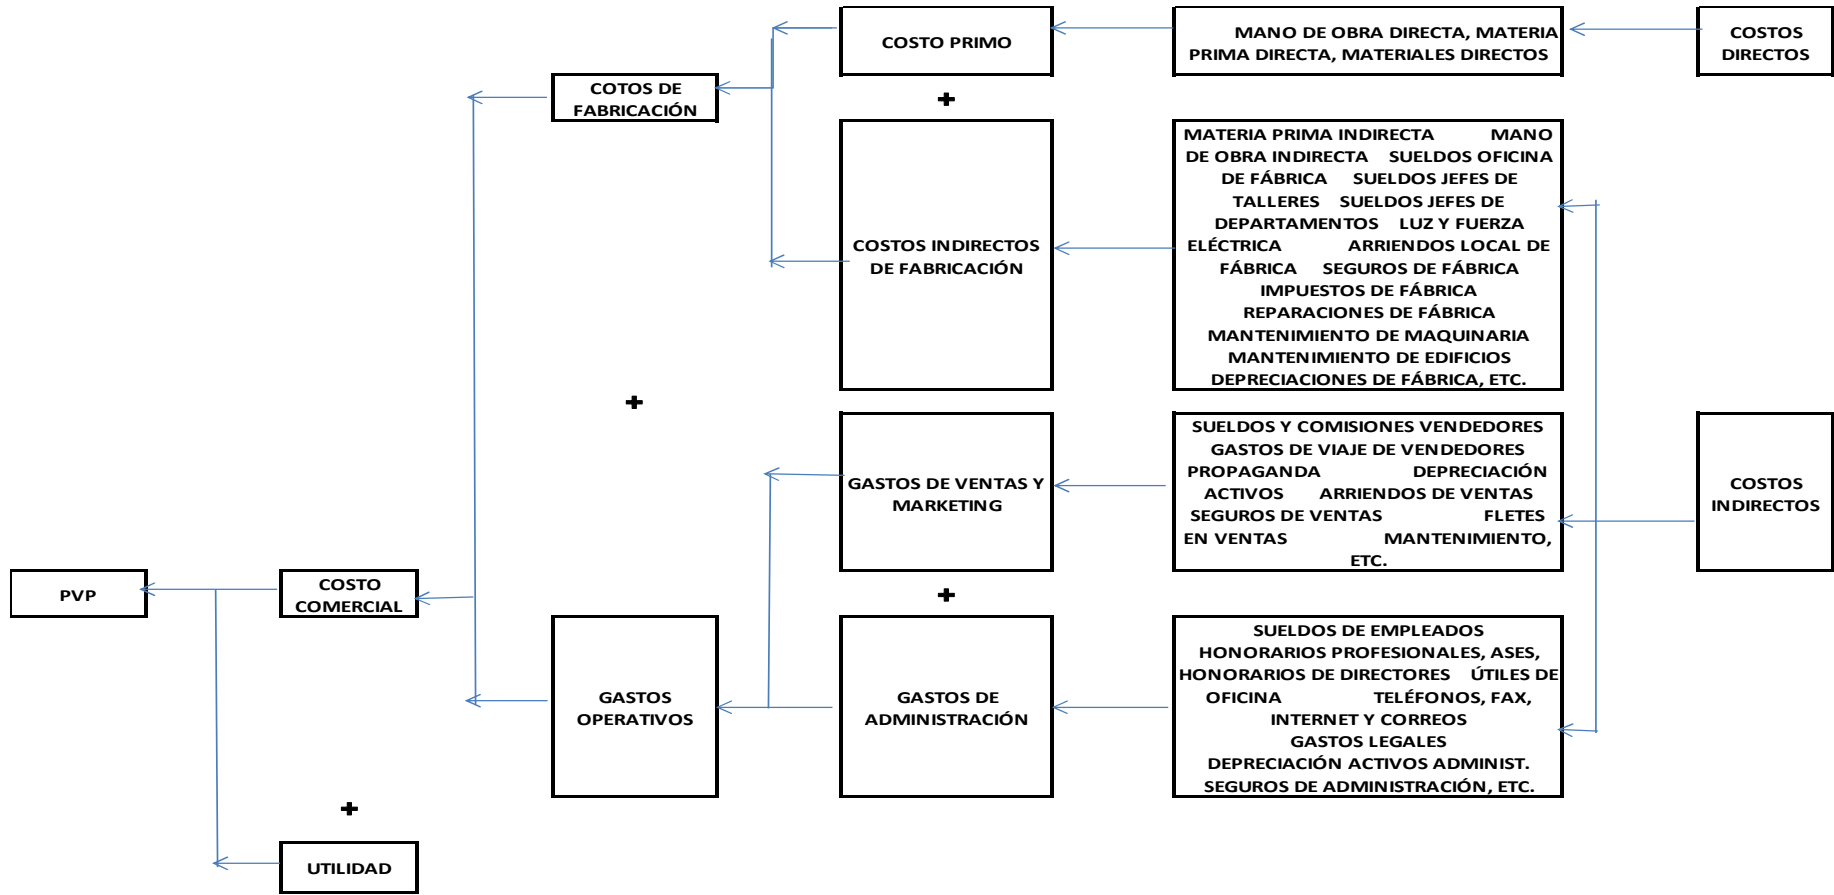 COSTO PRIMO
MANO DE OBRA DIRECTA, MATERIA
PRIMA DIRECTA, MATERIALES DIRECTOS
COSTOS
DIRECTOS
COTOS DE
FABRICACIÓN
+
COSTOS INDIRECTOS
DE FABRICACIÓN
MATERIA PRIMA INDIRECTA MANO
DE OBRA INDIRECTA SUELDOS OFICINA
DE FÁBRICA SUELDOS JEFES DE
TALLERES SUELDOS JEFES DE
DEPARTAMENTOS LUZ Y FUERZA
ELÉCTRICA ARRIENDOS LOCAL DE
FÁBRICA SEGUROS DE FÁBRICA
IMPUESTOS DE FÁBRICA
REPARACIONES DE FÁBRICA
MANTENIMIENTO DE MAQUINARIA
MANTENIMIENTO DE EDIFICIOS
DEPRECIACIONES DE FÁBRICA, ETC.
+
GASTOS DE VENTAS Y
MARKETING
SUELDOS Y COMISIONES VENDEDORES
GASTOS DE VIAJE DE VENDEDORES
PROPAGANDA DEPRECIACIÓN
ACTIVOS ARRIENDOS DE VENTAS
SEGUROS DE VENTAS FLETES
EN VENTAS MANTENIMIENTO,
ETC.
COSTOS
INDIRECTOS
PVP
COSTO
COMERCIAL
+
GASTOS
OPERATIVOS
GASTOS DE
ADMINISTRACIÓN
SUELDOS DE EMPLEADOS
HONORARIOS PROFESIONALES, ASES,
HONORARIOS DE DIRECTORES ÚTILES DE
OFICINA TELÉFONOS, FAX,
INTERNET Y CORREOS
GASTOS LEGALES
DEPRECIACIÓN ACTIVOS ADMINIST.
SEGUROS DE ADMINISTRACIÓN, ETC.
+
UTILIDAD